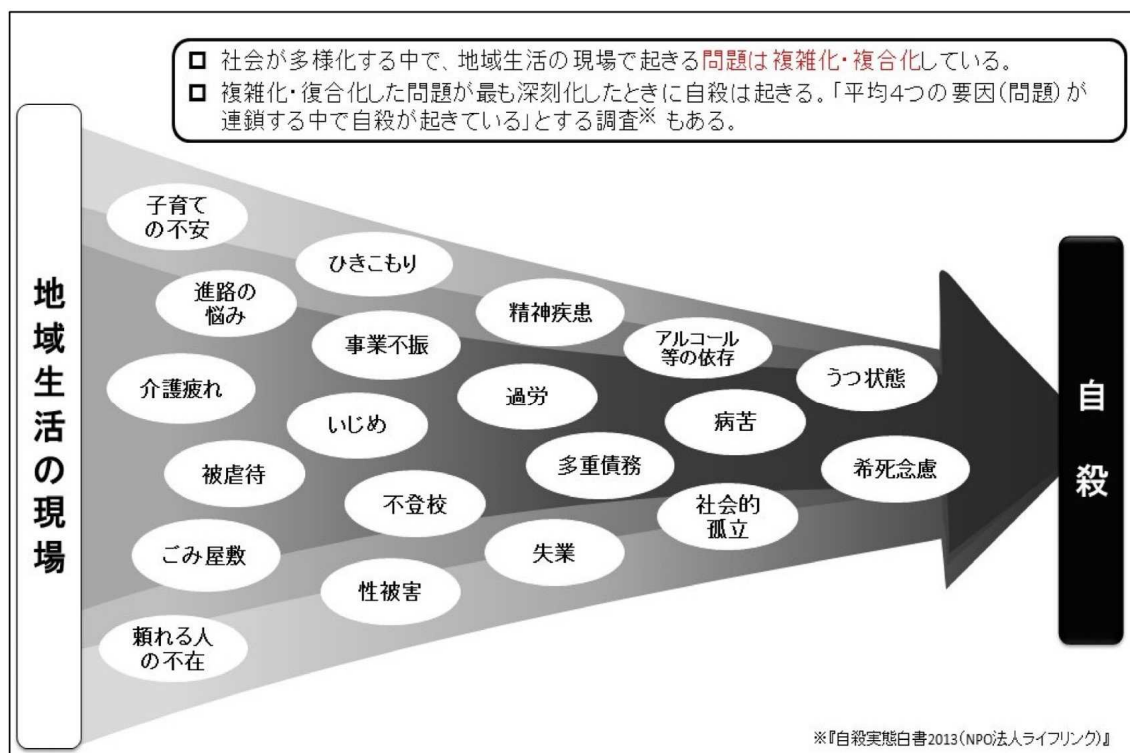 □ 社会が多様化する中で、地域生活の現場で起きる問題は複雑化・複合化している。
□ 複雑化・復合化した問題が最も深刻化したときに自殺は起きる。「平均4つの要因(問題)が
連鎖する中で自殺が起きている」とする調査※ もある。
地域生活の現場
子育て
の不安
進路の
悩み
介護疲れ
被虐待
ごみ屋敷
頼れる人
の不在
ひきこもり
事業不振
いじめ
不登校
性被害
精神疾患
過労
多重債務
失業
アルコール
等の依存
病苦
社会的
孤立
うつ状態
希死念慮
自殺
※『自殺実態白書2013(NPO法人ライフリング)』